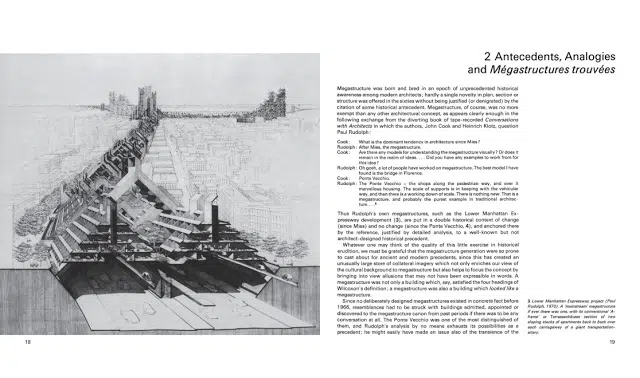 2 Antecedents, Analogies
and Mégastructures trouvées
Megastructure was born and bred in an epoch of unprecedented historical
awareness among modern architects; hardly a single novelty in plan, section or
structure was offered in the sixties without being justified (or denigrated) by the
citation of some historical antecedent. Megastructure, of course, was no more
exempt than any other architectural concept, as appears clearly enough in the
following exchange from the diverting book of tape-recorded Conversations
with Architects in which the authors, John Cook and Heinrich Klotz, question
Paul Rudolph:
Cook: What is the dominant tendency in architecture since Mies?
Rudolph: After Mies, the megastructure.
Cook: Are there any models for understanding the megastructure visually? Or does it
remain in the realm of ideas. . . . Did you have any examples to work from for
this idea?
Rudolph: Oh gosh, a lot of people have worked on megastructure. The best model I have
found is the bridge in Florence.
Cook: Ponte Vecchio.
Rudolph: The Ponte Vecchio – the shops along the pedestrian way, and over it
marvellous housing. The scale of supports is in keeping with the vehicular
way, and then there is a working down of scale. There is nothing new. That is a
megastructure, and probably the purest example in traditional architec-
ture. . . .
Thus Rudolph's own megastructures, such as the Lower Manhattan Ex-
pressway development (3), are put in a double historical context of change
(since Mies) and no change (since the Ponte Vecchio, 4), and anchored there
by the reference, justified by detailed analysis, to a well-known but not
architect-designed historical precedent.
Whatever one may think of the quality of this little exercise in historical
erudition, we must be grateful that the megastructure generation were so prone
to cast about for ancient and modern precedents, since this has created an
unusually large store of collateral imagery which not only enriches our view of
the cultural background to megastructure but also helps to focus the concept by
bringing into view allusions that may not have been expressible in words. A
megastructure was not only a building which, say, satisfied the four headings of
Wilcoxon's definition; a megastructure was also a building which looked like a
megastructure.
Since no deliberately designed megastructures existed in concrete fact before
1966, resemblances had to be struck with buildings admitted, appointed or
discovered to the megastructure canon from past periods if there was to be any
conversation at all. The Ponte Vecchio was one of the most distinguished of
them, and Rudolph's analysis by no means exhausts its possibilities as a
precedent; he might easily have made an issue also of the transience of the
3 Lower Manhattan Expressway project (Paul
Rudolph, 1970). A 'mainstream' megastructure
if ever there was one, with its conventional 'A-
frame' or Terrassenhäuser section of two
sloping stacks of apartments back to back over
each carriageway of a giant transportation-
artery.
18
19